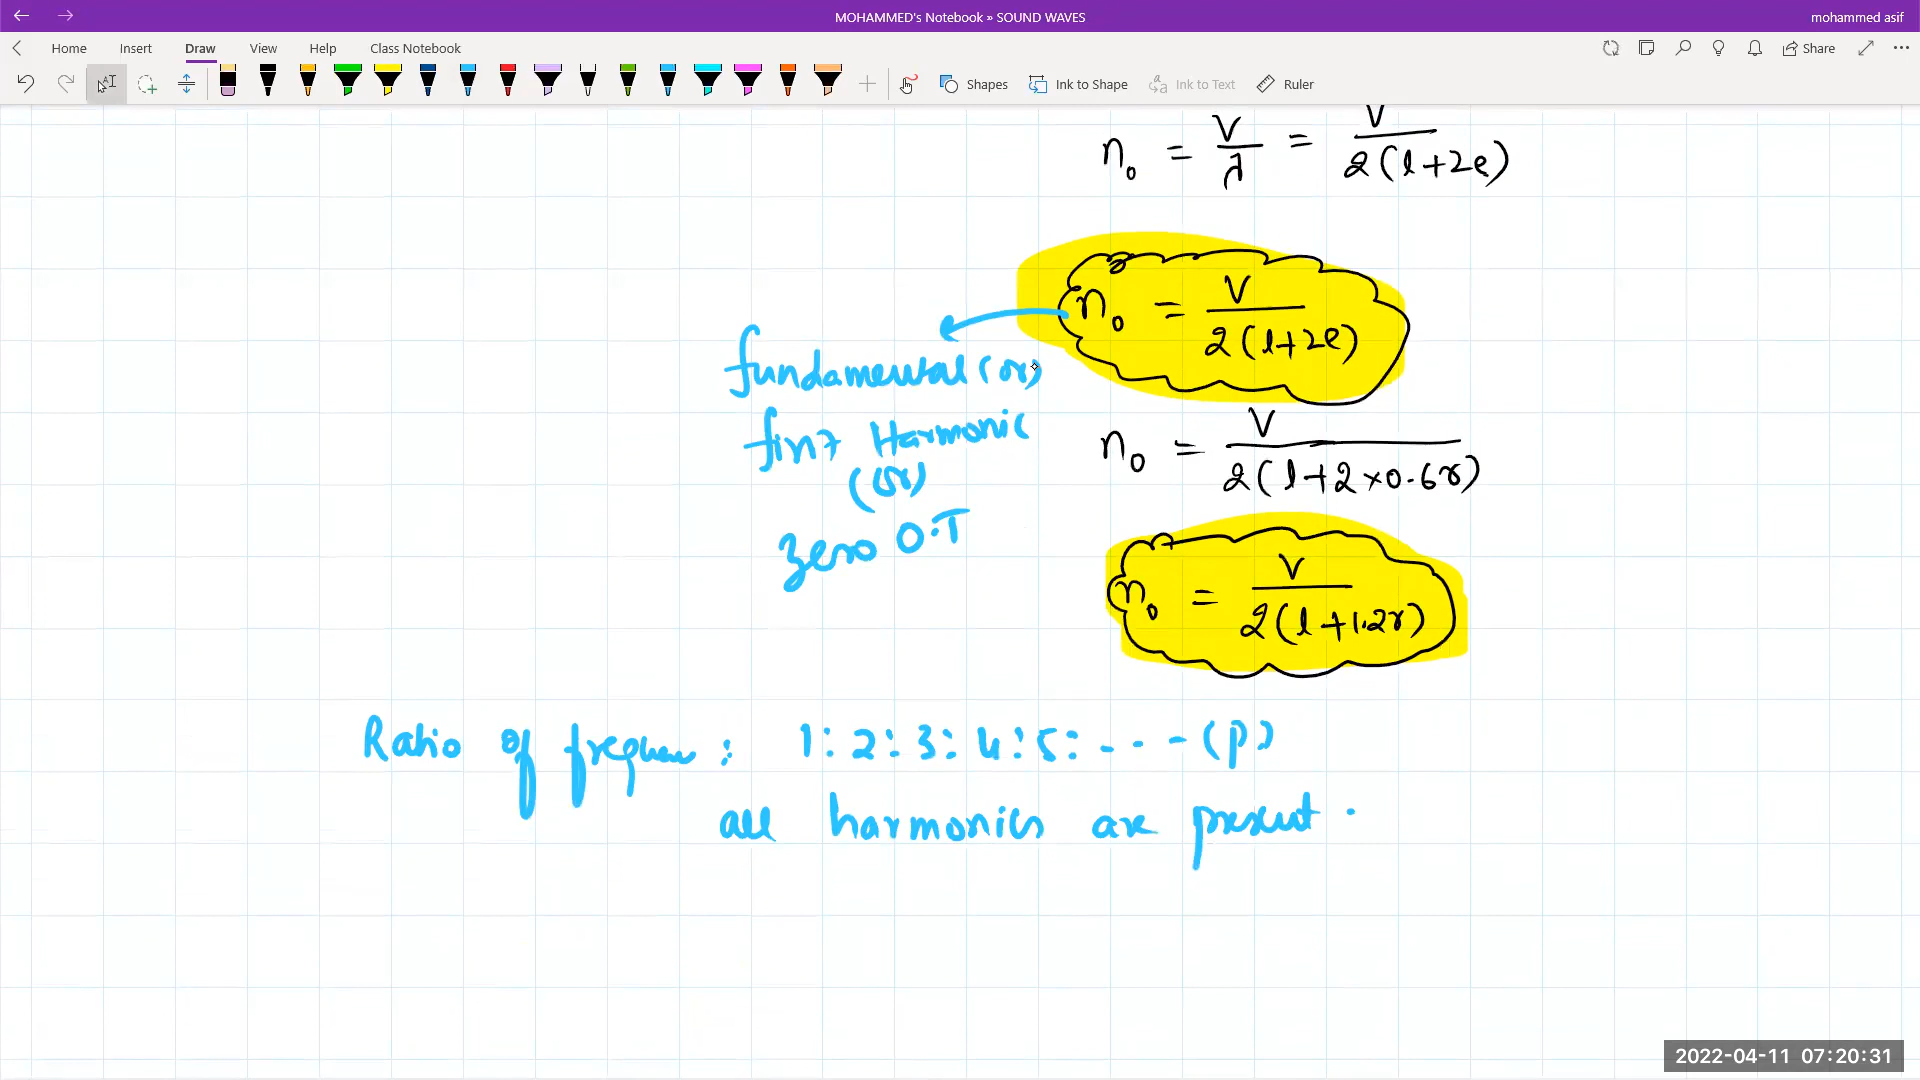 MOHAMMED's Notebook » SOUND WAVES
mohammed asif
Home Insert Draw View Help Class Notebook
Share
Shapes Ink to Shape Ink to Text Ruler
n₀ = V/λ = V/2(l+2e)
n₀ = V/2(l+2e)
fundamental (or)
first Harmonic
(or)
zero O.T
n₀ = V/2(l+2×0.6r)
n₀ = V/2(l+1.2r)
Ratio of frequen : 1:2:3:4:5: - - - (p)
all harmonics are present .
2022-04-11 07:20:31